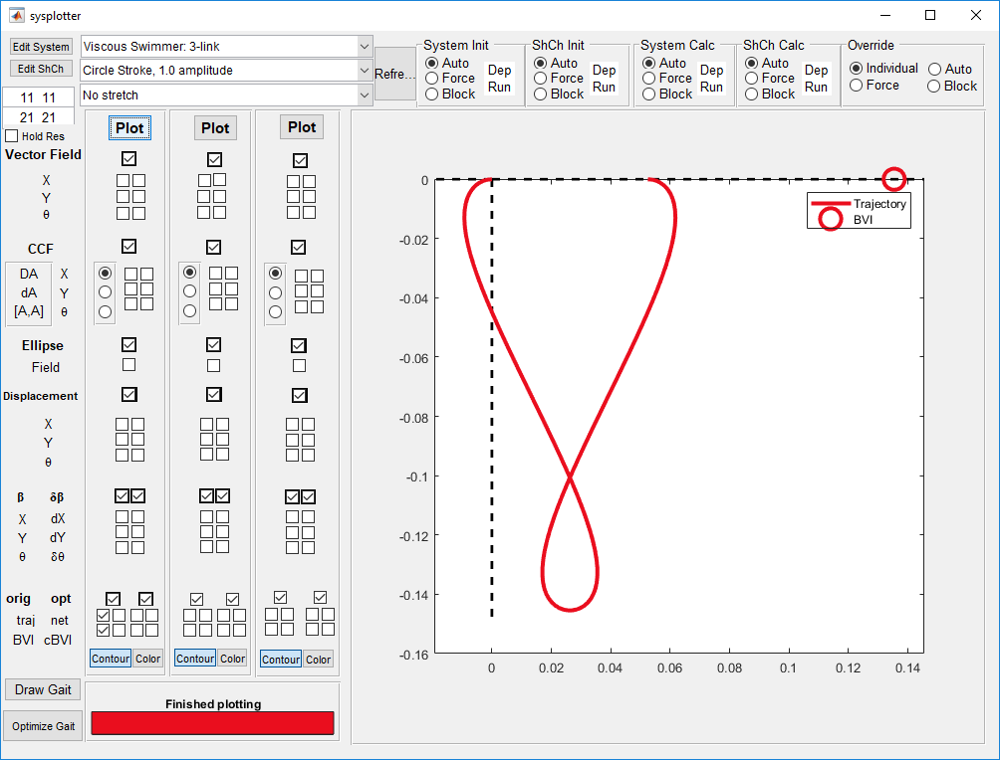 sysplotter
Edit System
Viscous Swimmer: 3-link
Edit ShCh
Circle Stroke, 1.0 amplitude
Refre...
No stretch
System Init
Auto
Force
Block
Dep
Run
ShCh Init
Auto
Force
Block
Dep
Run
System Calc
Auto
Force
Block
Dep
Run
ShCh Calc
Auto
Force
Block
Dep
Run
Override
Individual
Auto
Force
Block
11 11
21 21
Hold Res
Plot Plot Plot
Vector Field
X
Y
θ
CCF
DA X
dA Y
[A,A] θ
Ellipse
Field
Displacement
X
Y
θ
β δβ
X dX
Y dY
θ δθ
orig opt
traj net
BVI cBVI
Contour Color Contour Color Contour Color
Draw Gait
Optimize Gait
Finished plotting
0
-0.02
-0.04
-0.06
-0.08
-0.1
-0.12
-0.14
-0.16
0 0.02 0.04 0.06 0.08 0.1 0.12 0.14
Trajectory
BVI